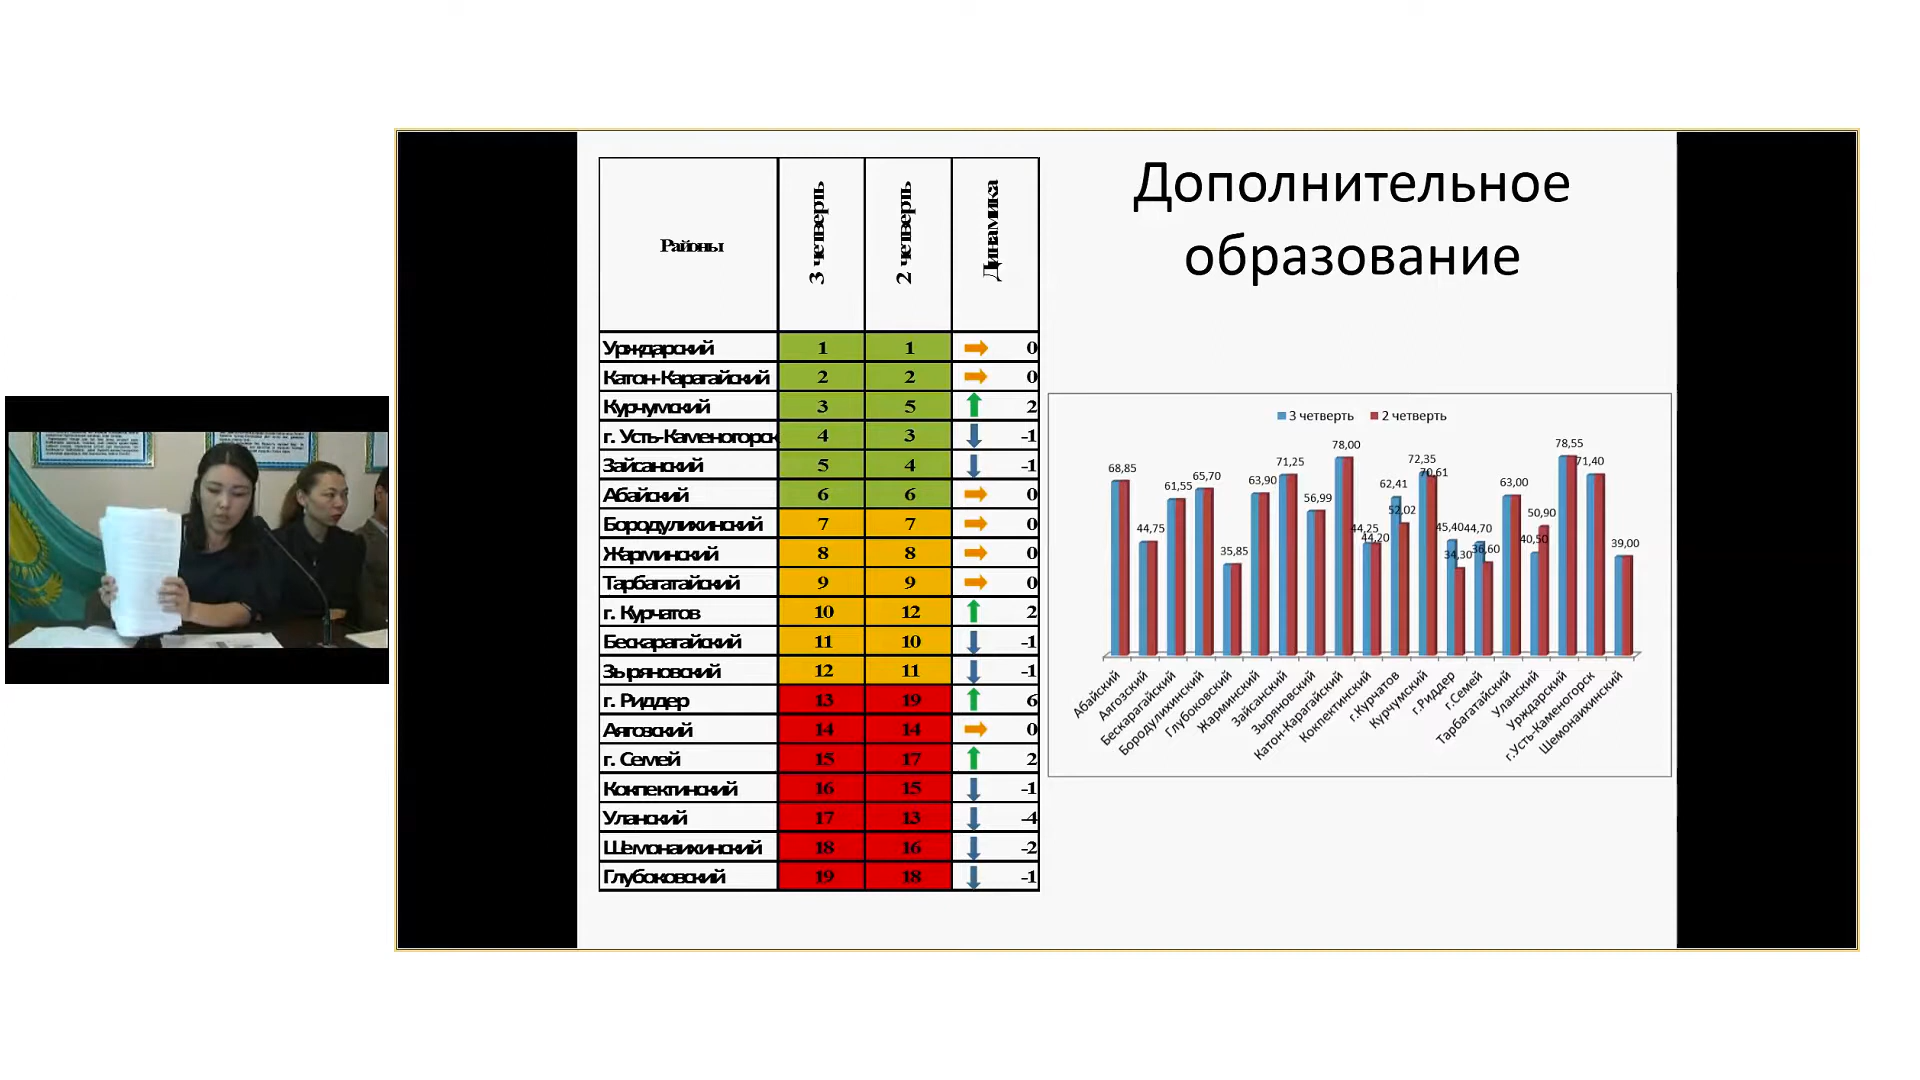 Дополнительное
образование
Районы 3 четверть 2 четверть Динамика
Урждарский 1 1 0
Катон-Карагайский 2 2 0
Курчумский 3 5 2
г. Усть-Каменогорск 4 3 -1
Зайсанский 5 4 -1
Абайский 6 6 0
Бородулихинский 7 7 0
Жарминский 8 8 0
Тарбагатайский 9 9 0
г. Курчатов 10 12 2
Бескарагайский 11 10 -1
Зыряновский 12 11 -1
г. Риддер 13 19 6
Аягозский 14 14 0
г. Семей 15 17 2
Кокпектинский 16 15 -1
Уланский 17 13 -4
Шемонаихинский 18 16 -2
Глубоковский 19 18 -1
3 четверть 2 четверть
68,85
44,75
61,55
65,70
35,85
63,90
71,25
56,99
78,00
44,25
44,20
62,41
52,02
72,35
70,61
45,40
34,30
44,70
36,60
63,00
40,50
50,90
78,55
71,40
39,00
Абайский
Аягозский
Бескарагайский
Бородулихинский
Глубоковский
Жарминский
Зайсанский
Зыряновский
Катон-Карагайский
Кокпектинский
г.Курчатов
Курчумский
г.Риддер
г.Семей
Тарбагатайский
Уланский
Урждарский
г.Усть-Каменогорск
Шемонаихинский